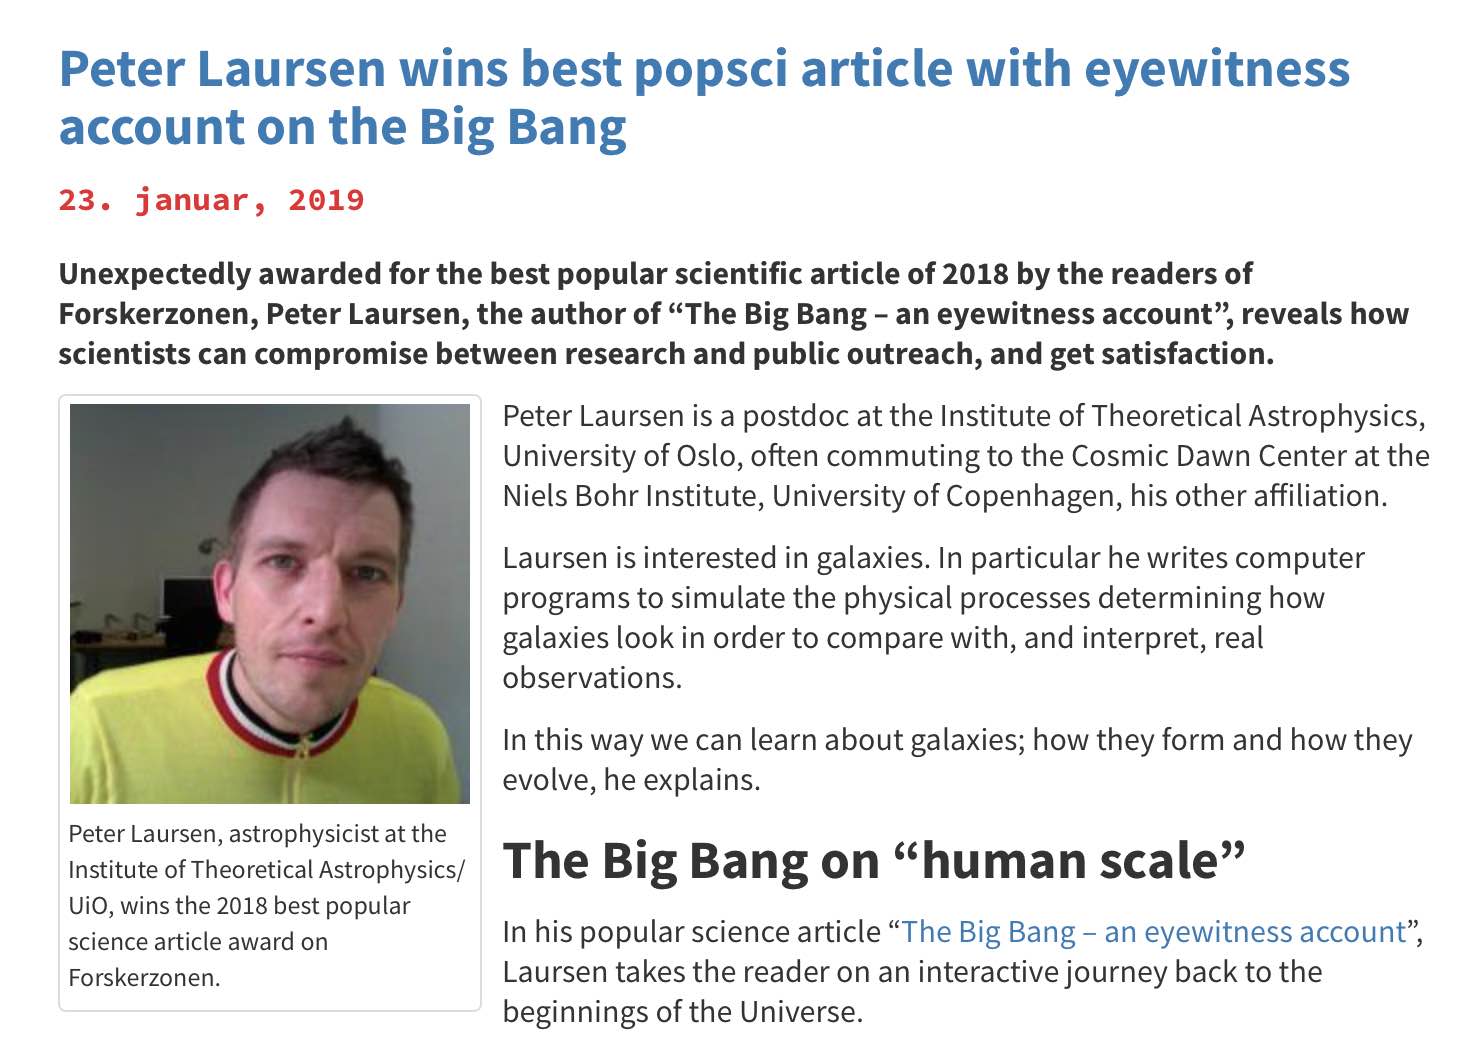 Peter Laursen wins best popsci article with eyewitness
account on the Big Bang
23. januar, 2019
Unexpectedly awarded for the best popular scientific article of 2018 by the readers of
Forskerzonen, Peter Laursen, the author of “The Big Bang – an eyewitness account”, reveals how
scientists can compromise between research and public outreach, and get satisfaction.
Peter Laursen, astrophysicist at the
Institute of Theoretical Astrophysics/
UiO, wins the 2018 best popular
science article award on
Forskerzonen.
Peter Laursen is a postdoc at the Institute of Theoretical Astrophysics,
University of Oslo, often commuting to the Cosmic Dawn Center at the
Niels Bohr Institute, University of Copenhagen, his other affiliation.
Laursen is interested in galaxies. In particular he writes computer
programs to simulate the physical processes determining how
galaxies look in order to compare with, and interpret, real
observations.
In this way we can learn about galaxies; how they form and how they
evolve, he explains.
The Big Bang on “human scale”
In his popular science article “The Big Bang – an eyewitness account”,
Laursen takes the reader on an interactive journey back to the
beginnings of the Universe.